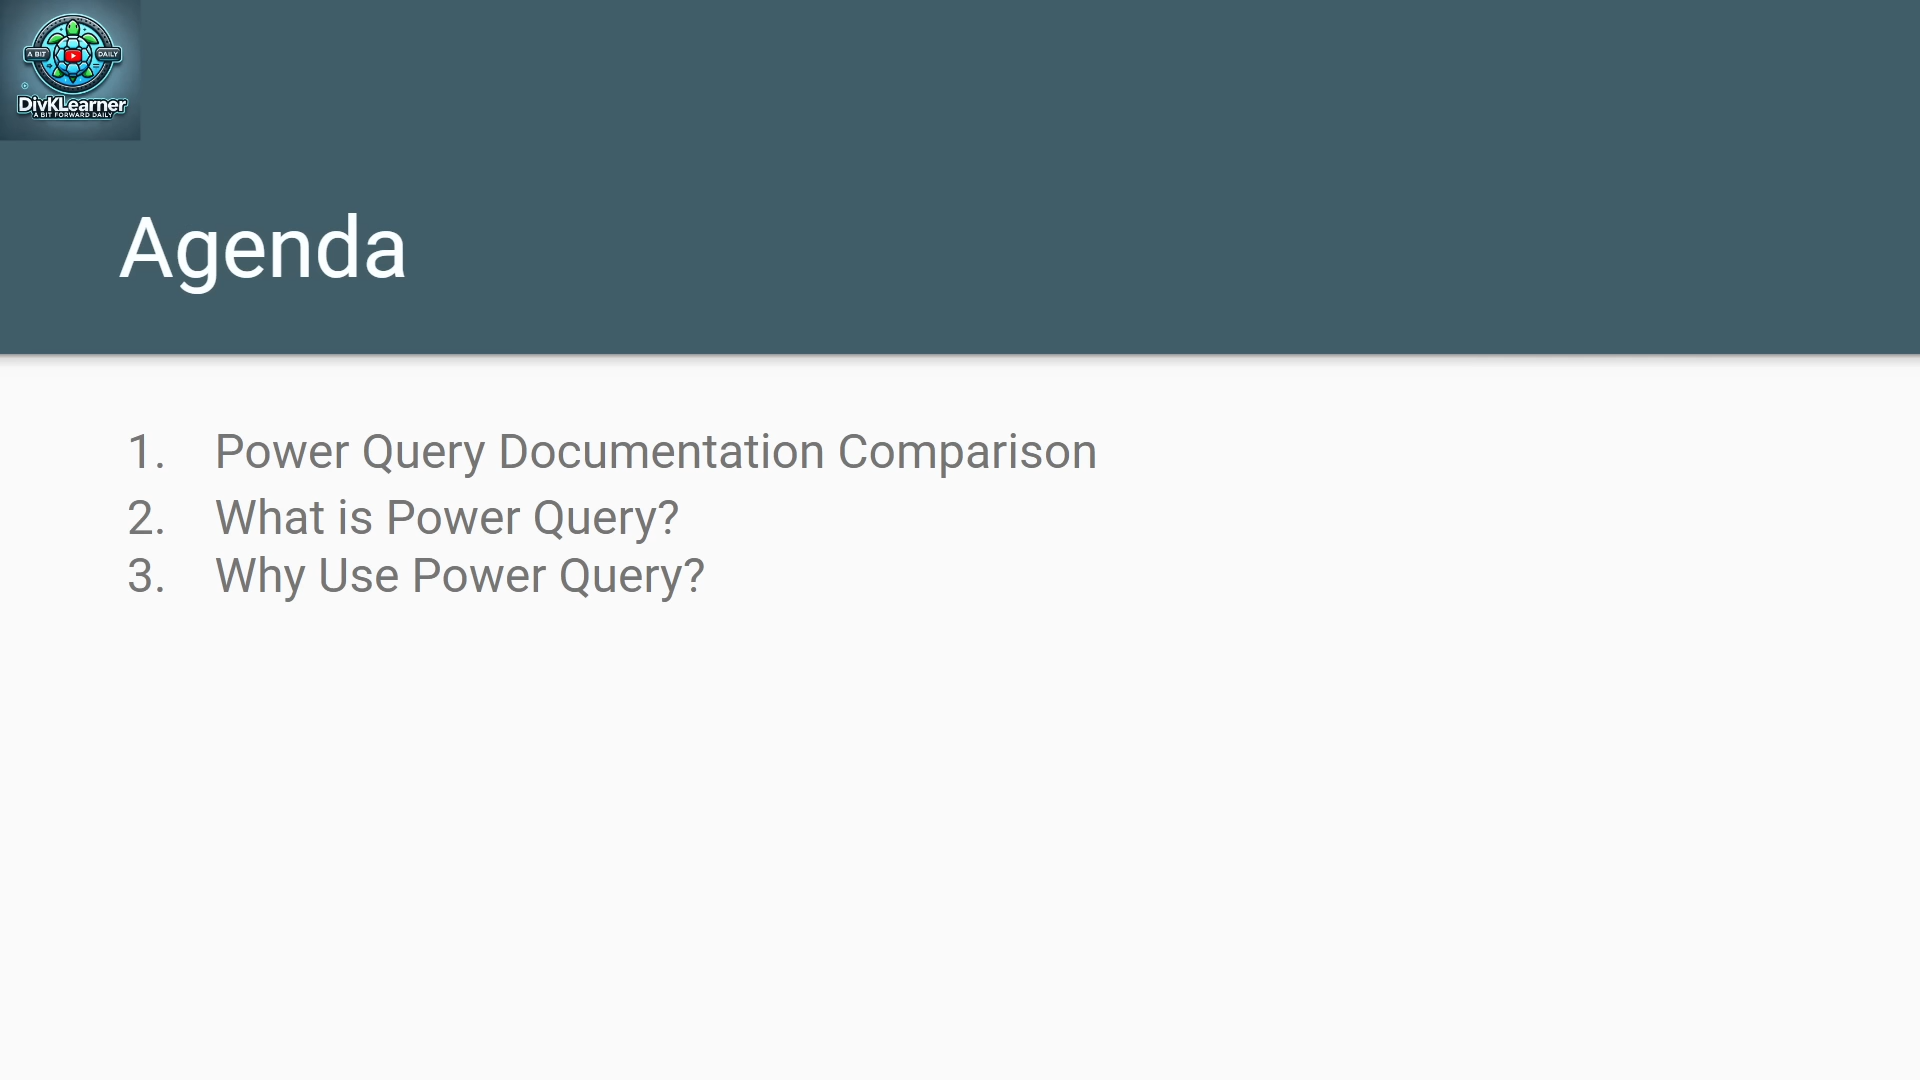 A BIT DAILY
DivKLearner
A BIT FORWARD DAILY
Agenda
1. Power Query Documentation Comparison
2. What is Power Query?
3. Why Use Power Query?